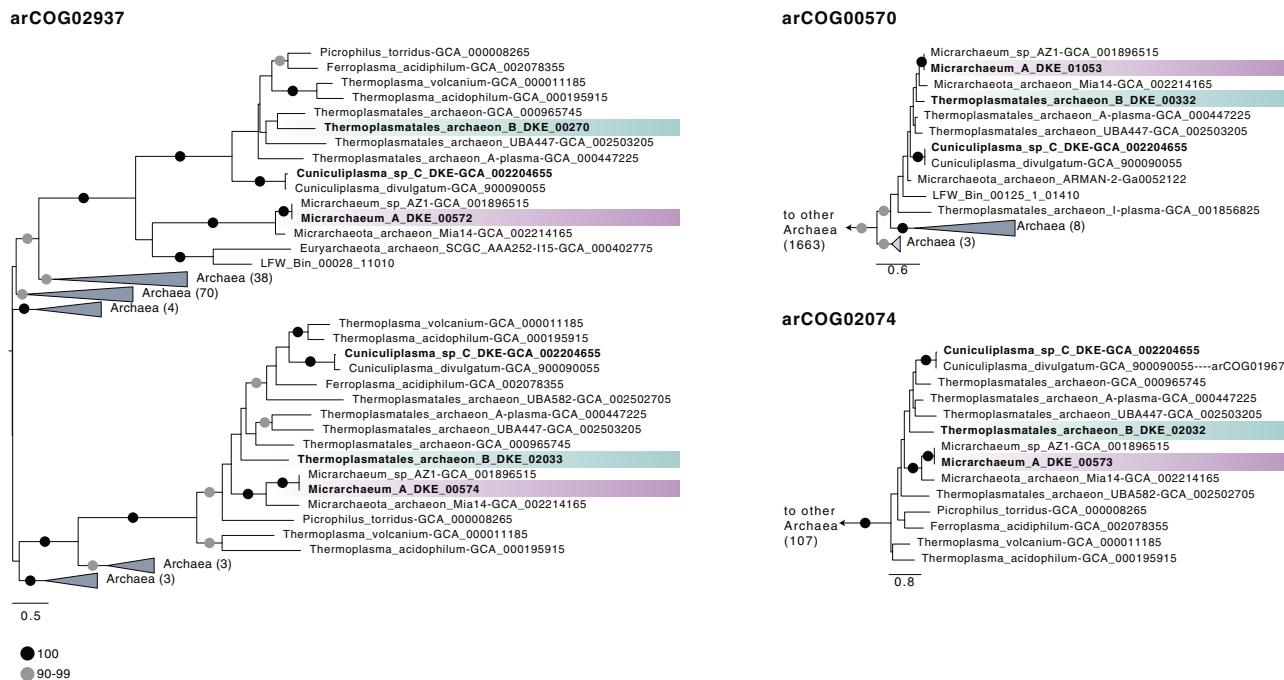 arCOG02937
Picrophilus_torridus-GCA_000008265
Ferroplasma_acidiphilum-GCA_002078355
Thermoplasma_volcanium-GCA_000011185
Thermoplasma_acidophilum-GCA_000195915
Thermoplasmatales_archaeon-GCA_000965745
Thermoplasmatales_archaeon_B_DKE_00270
Thermoplasmatales_archaeon_UBA447-GCA_002503205
Thermoplasmatales_archaeon_A-plasma-GCA_000447225
Cuniculiplasma_sp_C_DKE-GCA_002204655
Cuniculiplasma_divulgatum-GCA_900090055
Micrarchaeum_sp_AZ1-GCA_001896515
Micrarchaeum_A_DKE_00572
Micrarchaeota_archaeon_Mia14-GCA_002214165
Euryarchaeota_archaeon_SCGC_AAA252-I15-GCA_000402775
LFW_Bin_00028_11010
Archaea (38)
Archaea (70)
Archaea (4)
Thermoplasma_volcanium-GCA_000011185
Thermoplasma_acidophilum-GCA_000195915
Cuniculiplasma_sp_C_DKE-GCA_002204655
Cuniculiplasma_divulgatum-GCA_900090055
Ferroplasma_acidiphilum-GCA_002078355
Thermoplasmatales_archaeon_UBA582-GCA_002502705
Thermoplasmatales_archaeon_A-plasma-GCA_000447225
Thermoplasmatales_archaeon_UBA447-GCA_002503205
Thermoplasmatales_archaeon-GCA_000965745
Thermoplasmatales_archaeon_B_DKE_02033
Micrarchaeum_sp_AZ1-GCA_001896515
Micrarchaeum_A_DKE_00574
Micrarchaeota_archaeon_Mia14-GCA_002214165
Picrophilus_torridus-GCA_000008265
Thermoplasma_volcanium-GCA_000011185
Thermoplasma_acidophilum-GCA_000195915
Archaea (3)
Archaea (3)
0.5
100
90-99
arCOG00570
Micrarchaeum_sp_AZ1-GCA_001896515
Micrarchaeum_A_DKE_01053
Micrarchaeota_archaeon_Mia14-GCA_002214165
Thermoplasmatales_archaeon_B_DKE_00332
Thermoplasmatales_archaeon_A-plasma-GCA_000447225
Thermoplasmatales_archaeon_UBA447-GCA_002503205
Cuniculiplasma_sp_C_DKE-GCA_002204655
Cuniculiplasma_divulgatum-GCA_900090055
Micrarchaeota_archaeon_ARMAN-2-Ga0052122
LFW_Bin_00125_1_01410
Thermoplasmatales_archaeon_I-plasma-GCA_001856825
Archaea (8)
Archaea (3)
to other
Archaea
(1663)
0.6
arCOG02074
Cuniculiplasma_sp_C_DKE-GCA_002204655
Cuniculiplasma_divulgatum-GCA_900090055----arCOG01967
Thermoplasmatales_archaeon-GCA_000965745
Thermoplasmatales_archaeon_A-plasma-GCA_000447225
Thermoplasmatales_archaeon_UBA447-GCA_002503205
Thermoplasmatales_archaeon_B_DKE_02032
Micrarchaeum_sp_AZ1-GCA_001896515
Micrarchaeum_A_DKE_00573
Micrarchaeota_archaeon_Mia14-GCA_002214165
Thermoplasmatales_archaeon_UBA582-GCA_002502705
Picrophilus_torridus-GCA_000008265
Ferroplasma_acidiphilum-GCA_002078355
Thermoplasma_volcanium-GCA_000011185
Thermoplasma_acidophilum-GCA_000195915
to other
Archaea
(107)
0.8